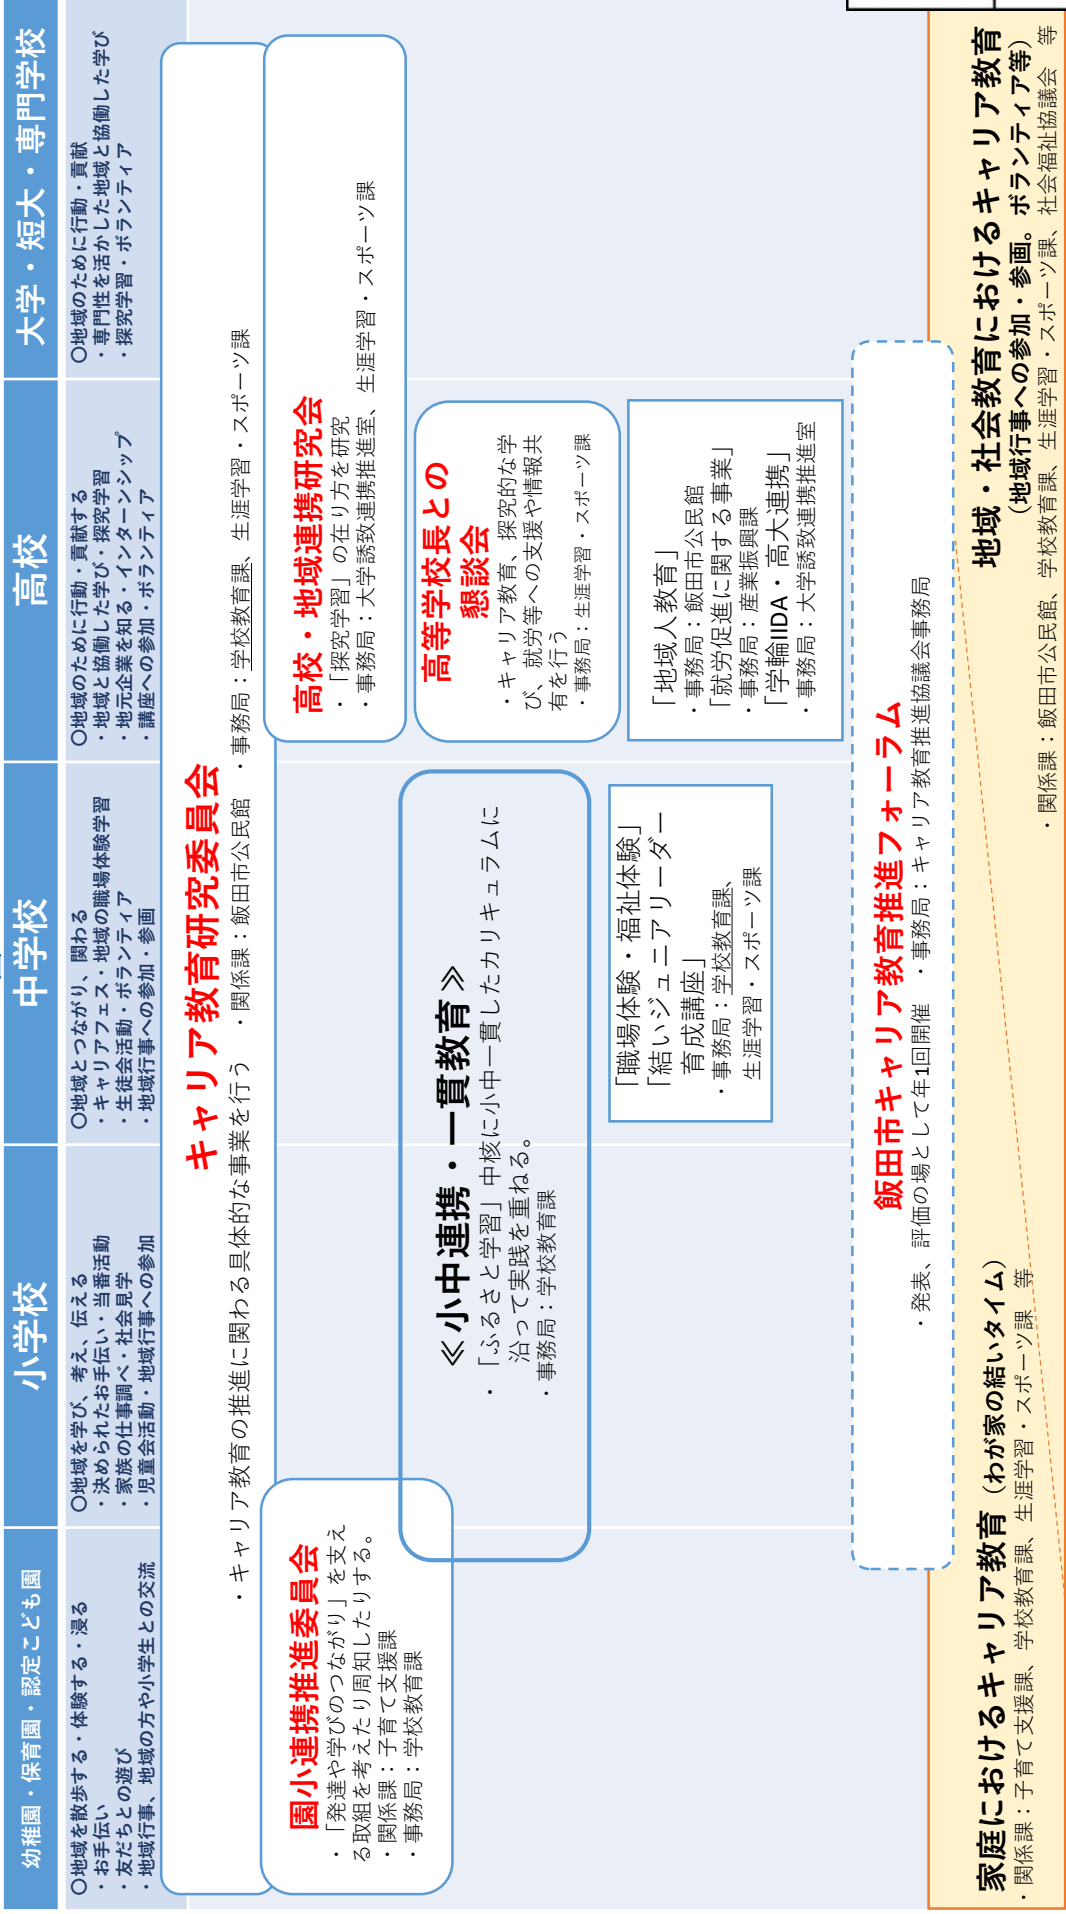 幼稚園・保育園・認定こども園
小学校
中学校
高校
大学・短大・専門学校
〇地域を散歩する・体験する・浸る
・お手伝い
・友だちとの遊び
・地域行事、地域の方や小学生との交流
〇地域を学び、考え、伝える
・決められたお手伝い・当番活動
・家族の仕事調べ・社会見学
・児童会活動・地域行事への参加
〇地域とつながり、関わる
・キャリアフェス・地域の職場体験学習
・生徒会活動・ボランティア
・地域行事への参加・参画
〇地域のために行動・貢献する
・地域と協働した学び・探究学習
・地元企業を知る・インターンシップ
・講座への参加・ボランティア
〇地域のために行動・貢献
・専門性を活かした地域と協働した学び
・探究学習・ボランティア
キャリア教育研究委員会
・キャリア教育の推進に関わる具体的な事業を行う　・関係課：飯田市公民館　・事務局：学校教育課、生涯学習・スポーツ課
園小連携推進委員会
・「発達や学びのつながり」を支え
る取組を考えたり周知したりする。
・関係課：子育て支援課
・事務局：学校教育課
≪小中連携・一貫教育≫
・「ふるさと学習」中核に小中一貫したカリキュラムに
沿って実践を重ねる。
・事務局：学校教育課
「職場体験・福祉体験」
「結いジュニアリーダー
育成講座」
・事務局：学校教育課、
生涯学習・スポーツ課
高校・地域連携研究会
・「探究学習」の在り方を研究
・事務局：大学誘致連携推進室、生涯学習・スポーツ課
高等学校長との
懇談会
・キャリア教育、探究的な学
び、就労等への支援や情報共
有を行う
・事務局：生涯学習・スポーツ課
「地域人教育」
・事務局：飯田市公民館
「就労促進に関する事業」
・事務局：産業振興課
「学輪IIDA・高大連携」
・事務局：大学誘致連携推進室
飯田市キャリア教育推進フォーラム
・発表、評価の場として年1回開催　・事務局：キャリア教育推進協議会事務局
家庭におけるキャリア教育（わが家の結いタイム）
・関係課：子育て支援課、学校教育課、生涯学習・スポーツ課　等
地域・社会教育におけるキャリア教育
（地域行事への参加・参画。ボランティア等）
・関係課：飯田市公民館、学校教育課、生涯学習・スポーツ課、社会福祉協議会　等